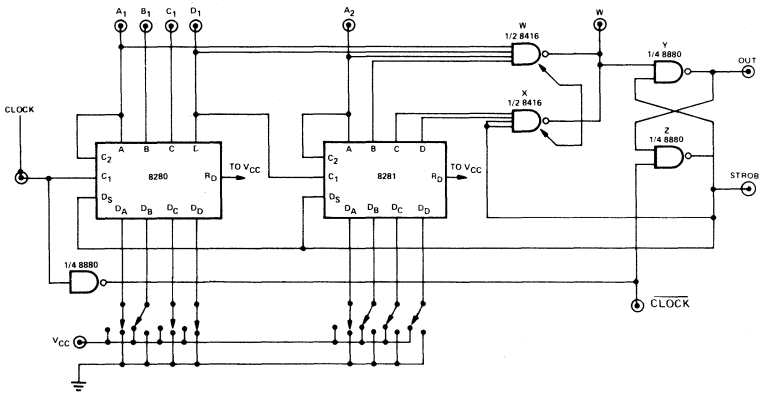 A1 B1 C1 D1 A2 W W
1/2 8416
Y
1/4 8880
OUT
X
1/2 8416
CLOCK
Z
1/4 8880
A B C D
C2
C1
DS
8280
RD
TO VCC
DA DB DC DD
A B C D
C2
C1
DS
8281
RD
TO VCC
DA DB DC DD
STROB
1/4 8880
CLOCK
VCC